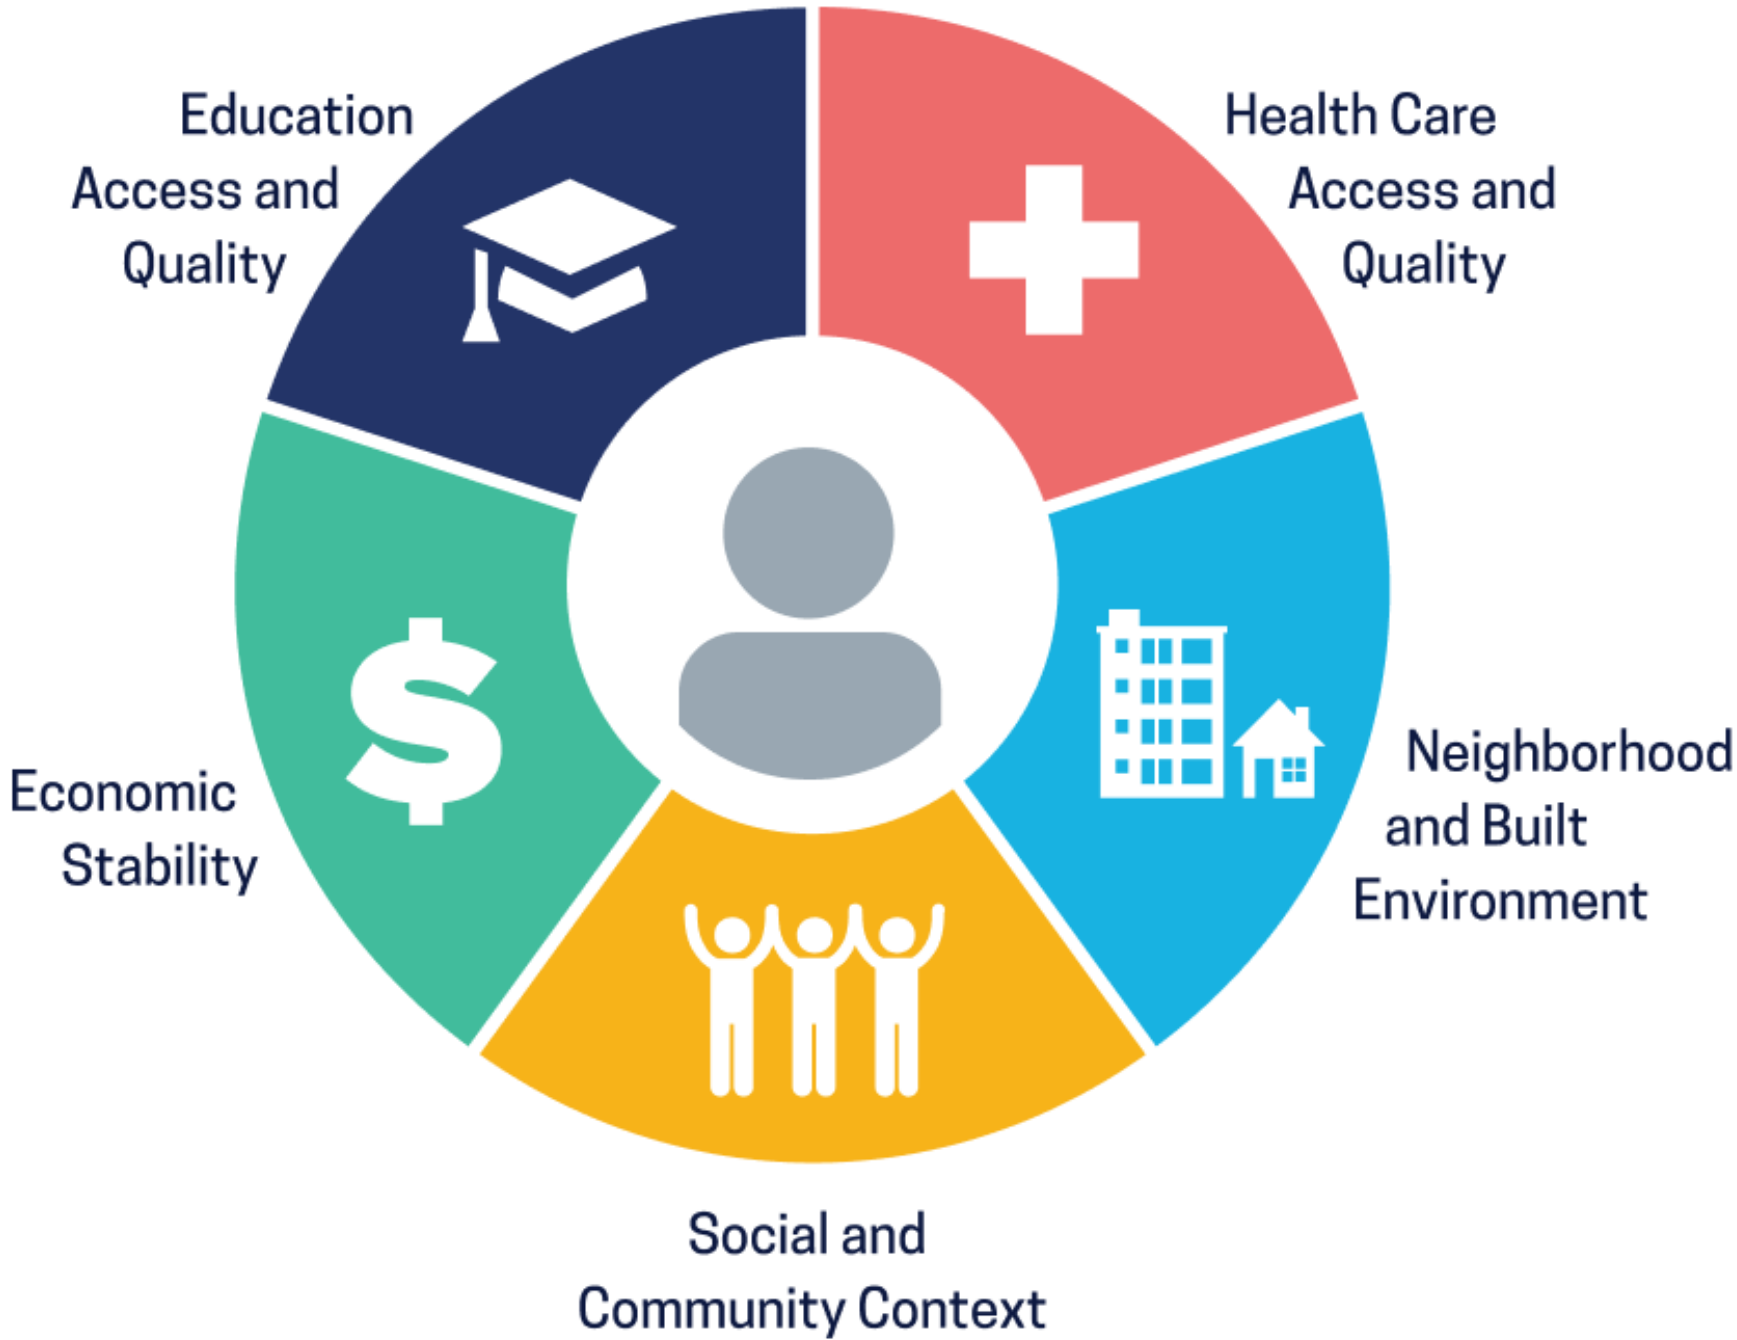 Education
Access and
Quality
Health Care
Access and
Quality
Economic
Stability
Neighborhood
and Built
Environment
Social and
Community Context